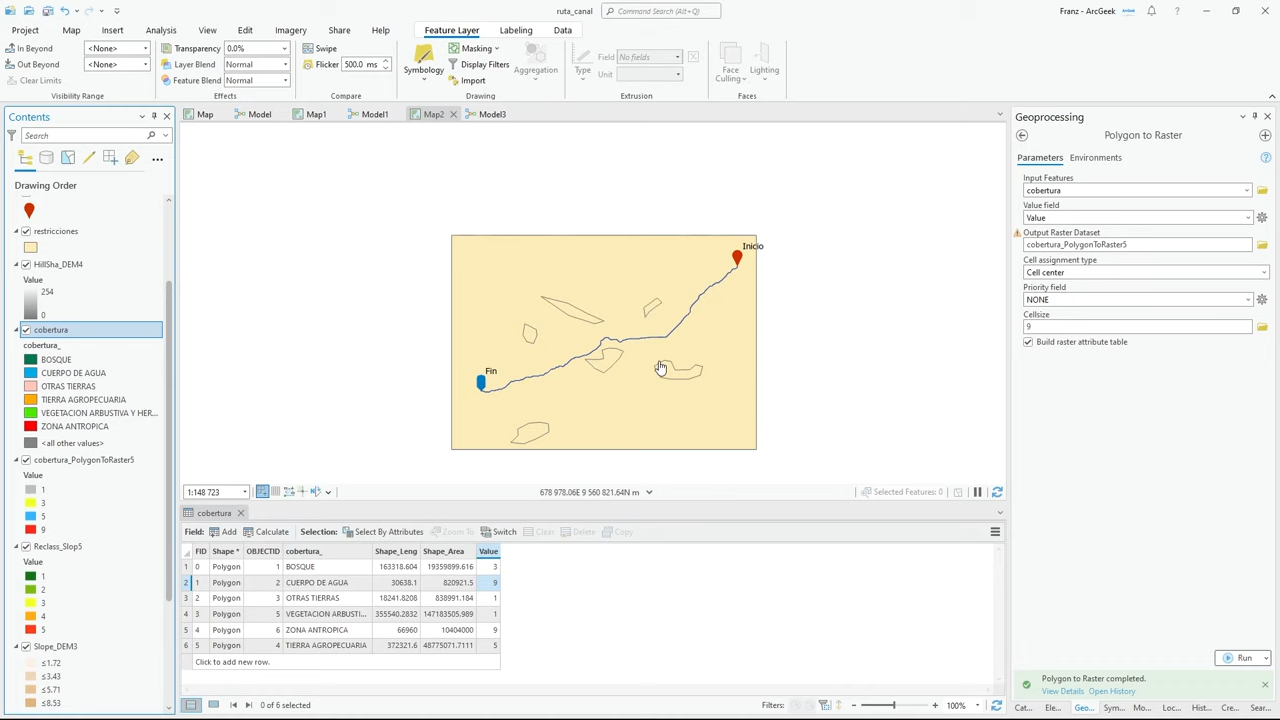 ruta_canal
Command Search (Alt+Q)
Franz - ArcGeek
Project Map Insert Analysis View Edit Imagery Share Help Feature Layer Labeling Data
In Beyond <None>
Out Beyond <None>
Clear Limits
Visibility Range
Transparency 0.0%
Layer Blend Normal
Feature Blend Normal
Effects
Swipe
Flicker 500.0 ms
Compare
Symbology
Masking
Display Filters
Import
Aggregation
Drawing
Type
Field No fields
Unit
Extrusion
Face Culling
Lighting
Faces
Contents
Search
Drawing Order
restricciones
HillSha_DEM4
Value
254
0
cobertura
cobertura_
BOSQUE
CUERPO DE AGUA
OTRAS TIERRAS
TIERRA AGROPECUARIA
VEGETACION ARBUSTIVA Y HER...
ZONA ANTROPICA
<all other values>
cobertura_PolygonToRaster5
Value
1
3
5
9
Reclass_Slop5
Value
1
2
3
4
5
Slope_DEM3
≤1.72
≤3.43
≤5.71
≤8.53
Map Model Map1 Model1 Map2 Model3
Inicio
Fin
1:148 723
678 978.06E 9 560 821.64N m
Selected Features: 0
cobertura
Field: Add Calculate Selection: Select By Attributes Zoom To Switch Clear Delete Copy
FID Shape * OBJECTID cobertura_ Shape_Leng Shape_Area Value
1 0 Polygon 1 BOSQUE 163318.604 19359899.616 3
2 1 Polygon 2 CUERPO DE AGUA 30638.1 820921.5 9
3 2 Polygon 3 OTRAS TIERRAS 18241.8208 838991.184 1
4 3 Polygon 5 VEGETACION ARBUSTI... 355540.2832 147183505.989 1
5 4 Polygon 6 ZONA ANTROPICA 66960 10404000 9
6 5 Polygon 4 TIERRA AGROPECUARIA 372321.6 48775071.7111 5
Click to add new row.
0 of 6 selected
Filters:
100%
Geoprocessing
Polygon to Raster
Parameters Environments
Input Features
cobertura
Value field
Value
Output Raster Dataset
cobertura_PolygonToRaster5
Cell assignment type
Cell center
Priority field
NONE
Cellsize
9
Build raster attribute table
Run
Polygon to Raster completed.
View Details Open History
Cat... Ele... Geo... Sym... Mo... Loc... Hist... Cre... Sear...